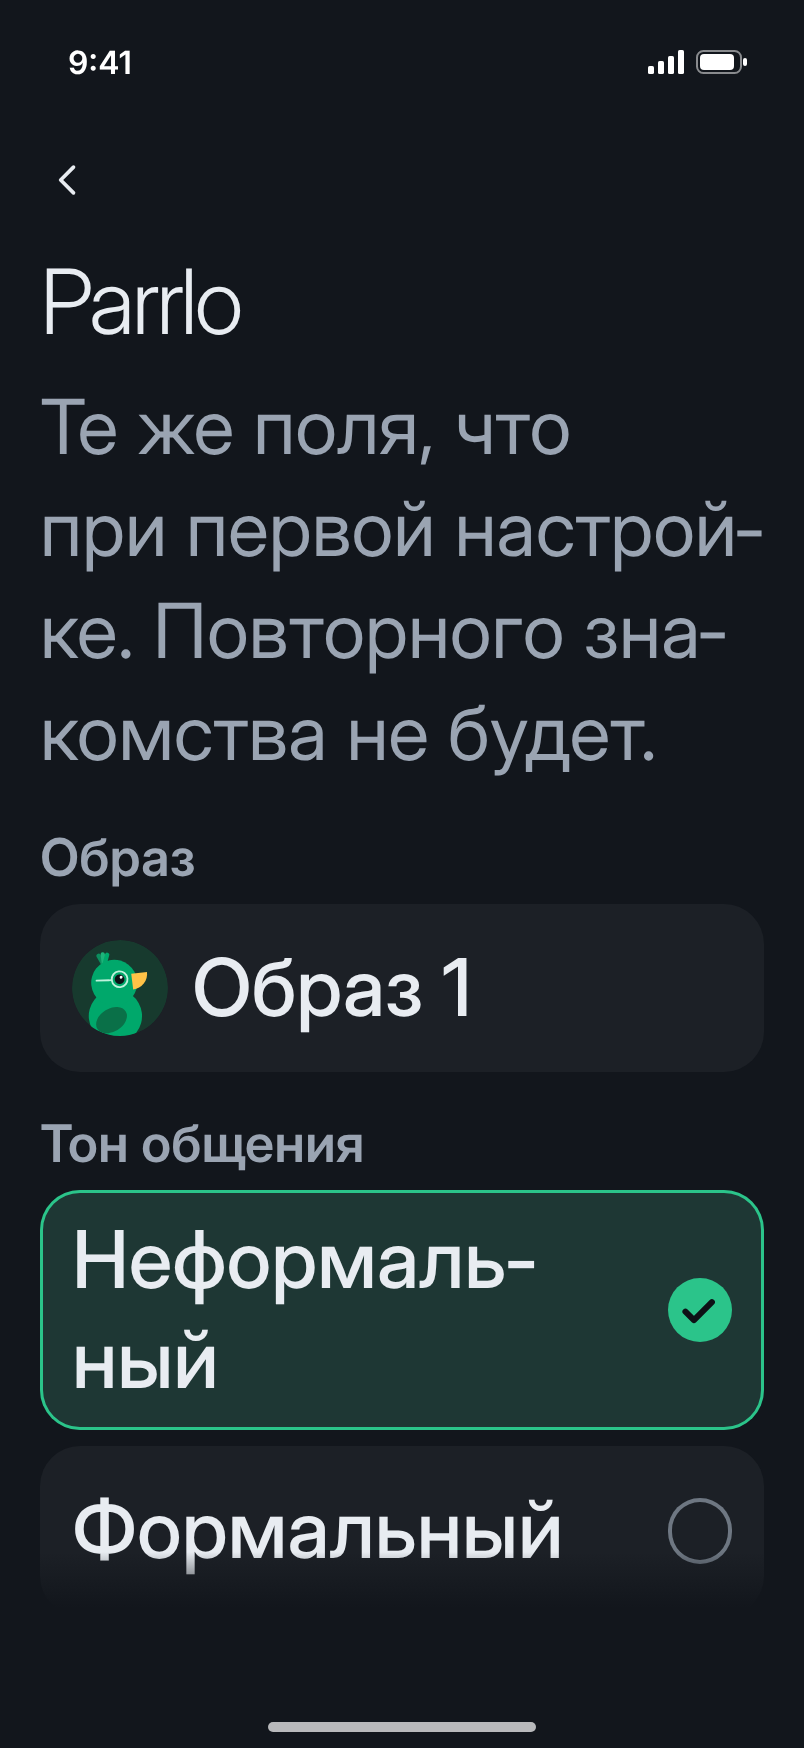 9:41
Parrlo
Те же поля, что
при первой настрой-
ке. Повторного зна-
комства не будет.
Образ
Образ 1
Тон общения
Неформаль-
ный
Формальный